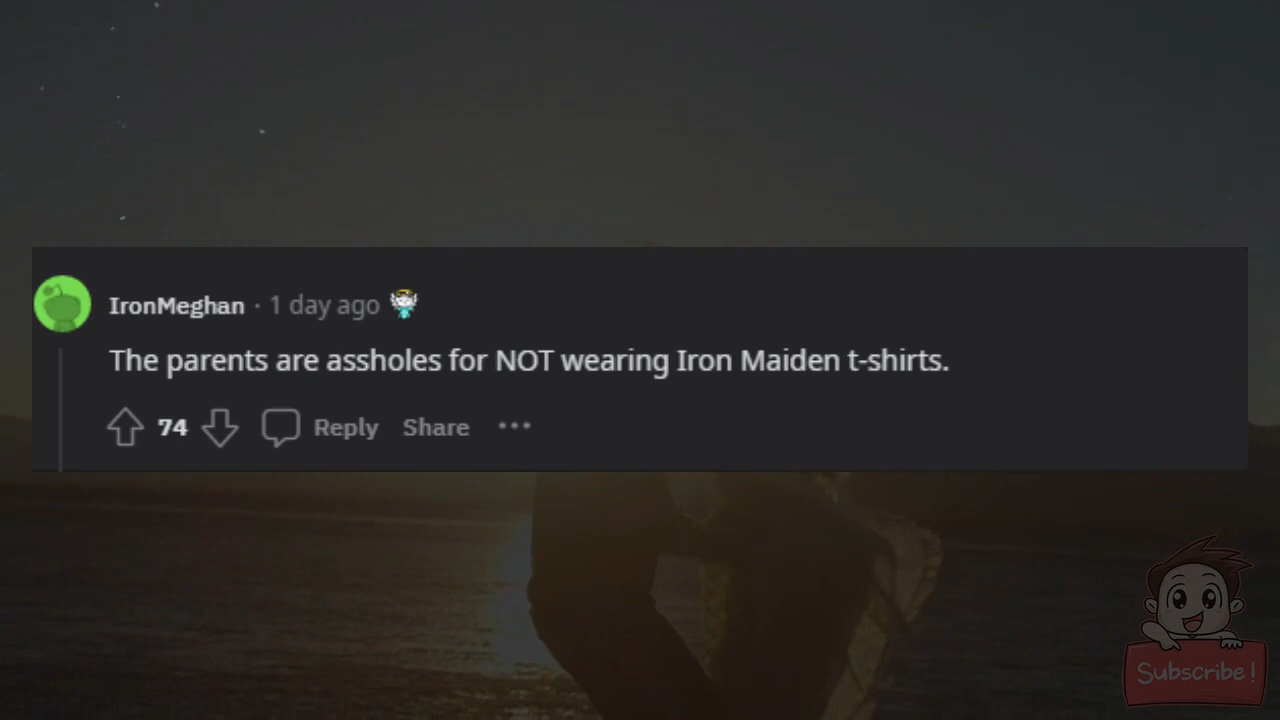 IronMeghan · 1 day ago
The parents are assholes for NOT wearing Iron Maiden t-shirts.
74 Reply Share ···
Subscribe!